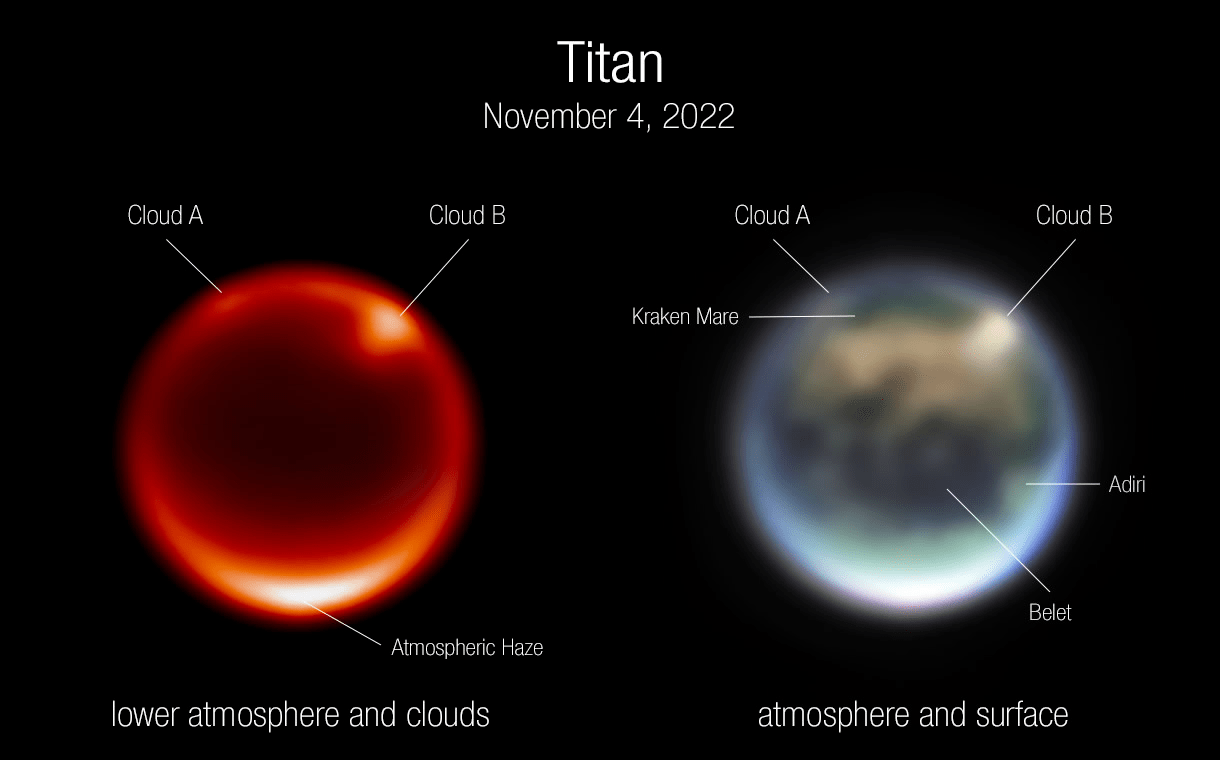 Titan
November 4, 2022
Cloud A
Cloud B
Atmospheric Haze
lower atmosphere and clouds
Cloud A
Cloud B
Kraken Mare
Adiri
Belet
atmosphere and surface